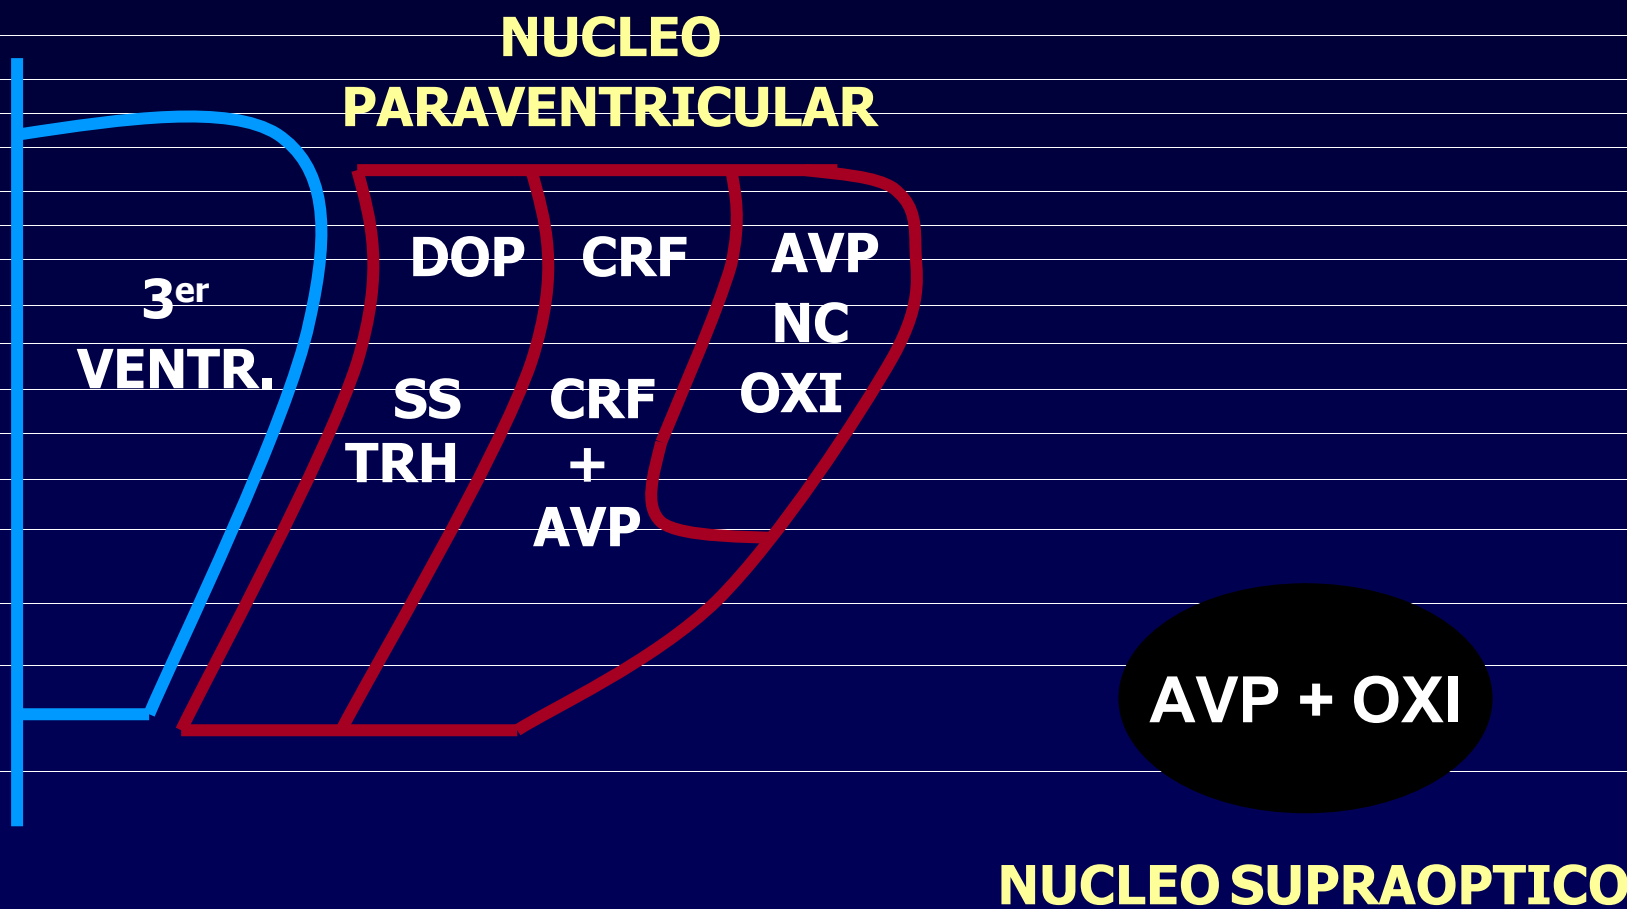 NUCLEO
PARAVENTRICULAR
3er
VENTR.
DOP
SS
TRH
CRF
CRF
+
AVP
AVP
NC
OXI
AVP + OXI
NUCLEO SUPRAOPTICO